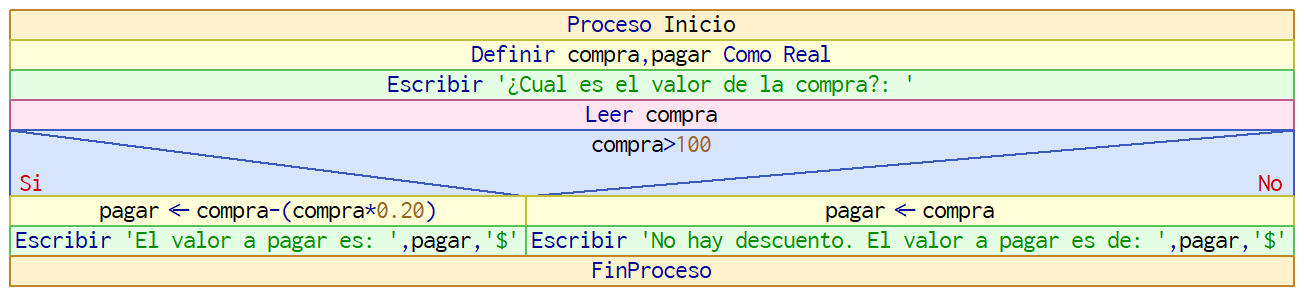 Proceso Inicio
Definir compra,pagar Como Real
Escribir '¿Cual es el valor de la compra?: '
Leer compra
compra>100
Si No
pagar ← compra-(compra*0.20) pagar ← compra
Escribir 'El valor a pagar es: ',pagar,'$' Escribir 'No hay descuento. El valor a pagar es de: ',pagar,'$'
FinProceso